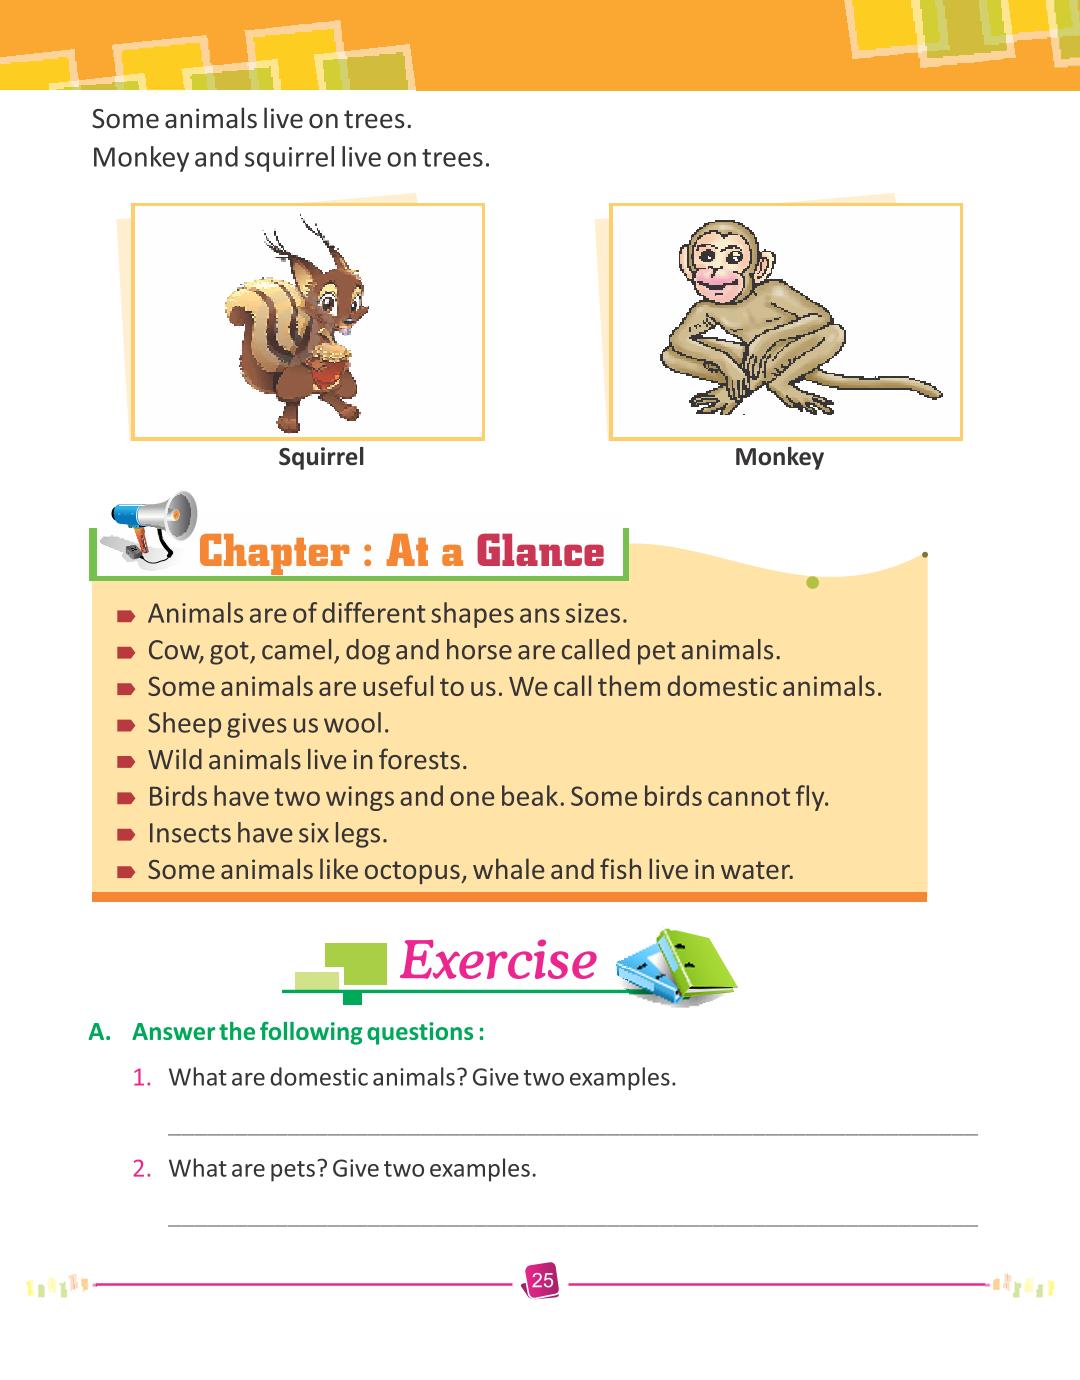 Some animals live on trees.
Monkey and squirrel live on trees.
Squirrel
Monkey
Chapter : At a Glance
Animals are of different shapes ans sizes.
Cow, got, camel, dog and horse are called pet animals.
Some animals are useful to us. We call them domestic animals.
Sheep gives us wool.
Wild animals live in forests.
Birds have two wings and one beak. Some birds cannot fly.
Insects have six legs.
Some animals like octopus, whale and fish live in water.
Exercise
A. Answer the following questions :
1. What are domestic animals? Give two examples.
2. What are pets? Give two examples.
25